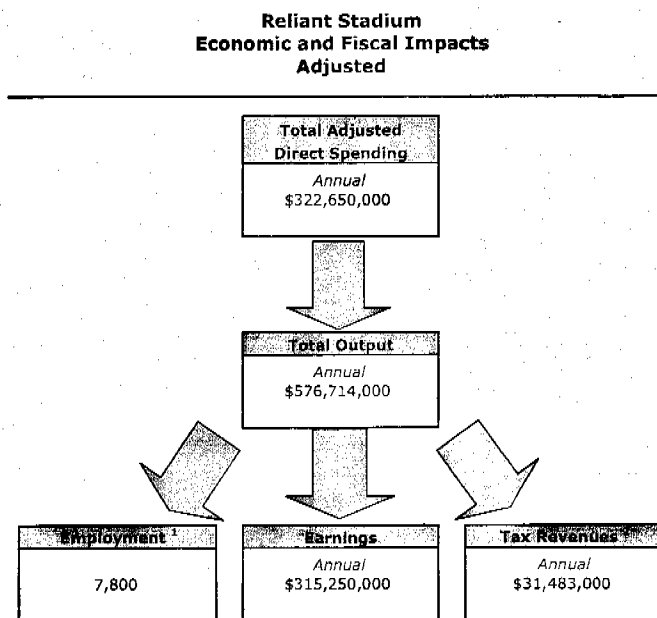 Reliant Stadium
Economic and Fiscal Impacts
Adjusted
Total Adjusted
Direct Spending
Annual
$322,650,000
Total Output
Annual
$576,714,000
Employment 1
7,800
Earnings
Annual
$315,250,000
Tax Revenues
Annual
$31,483,000